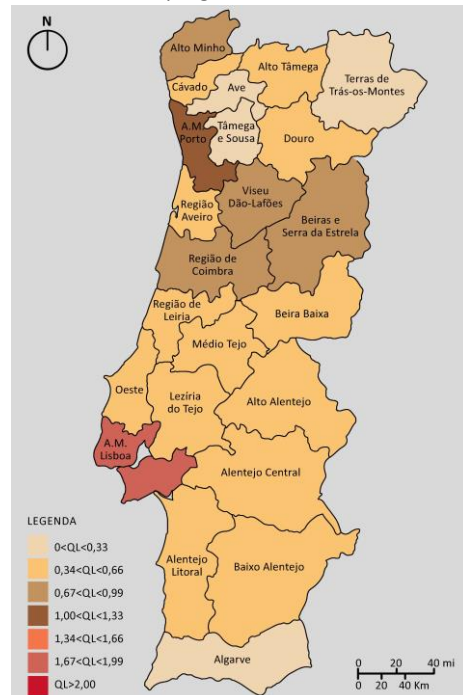 N
Alto Minho
Alto Tâmega
Terras de
Trás-os-Montes
Cávado
Ave
A.M.
Porto
Tâmega
e Sousa
Douro
Viseu
Dão-Lafões
Região
Aveiro
Beiras e
Serra da Estrela
Região de
Coimbra
Região de
Leiria
Beira Baixa
Médio Tejo
Oeste
Lezíria
do Tejo
Alto Alentejo
A.M.
Lisboa
Alentejo Central
LEGENDA
0<QL<0,33
0,34<QL<0,66
0,67<QL<0,99
1,00<QL<1,33
1,34<QL<1,66
1,67<QL<1,99
QL>2,00
Alentejo
Litoral
Baixo Alentejo
Algarve
0 20 40 mi
0 20 40 Km